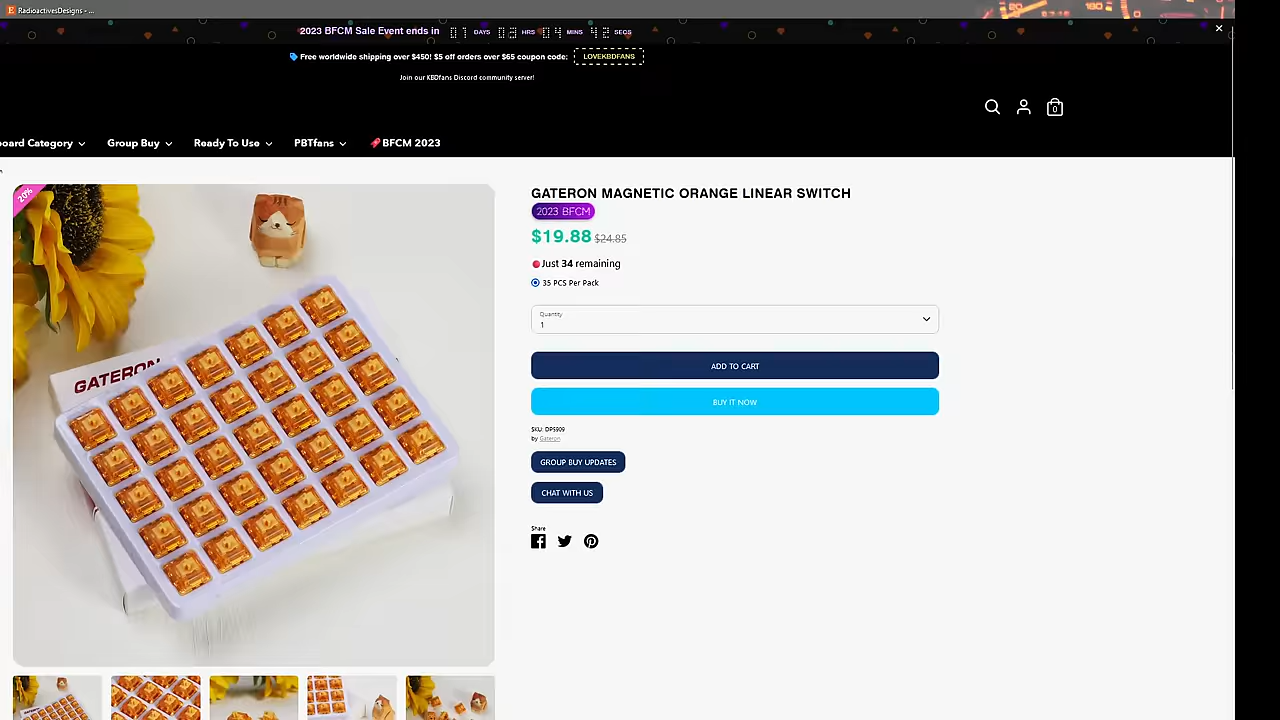 RadioactivesDesigns - ...
2023 BFCM Sale Event ends in DAYS HRS MINS SECS
Free worldwide shipping over $450! $5 off orders over $65 coupon code: LOVEKBDFANS
Join our KBDfans Discord community server!
0
oard Category
Group Buy
Ready To Use
PBTfans
BFCM 2023
20%
GATERON
GATERON MAGNETIC ORANGE LINEAR SWITCH
2023 BFCM
$19.88 $24.85
Just 34 remaining
35 PCS Per Pack
Quantity
1
ADD TO CART
BUY IT NOW
SKU: DP5909
by Gateron
GROUP BUY UPDATES
CHAT WITH US
Share